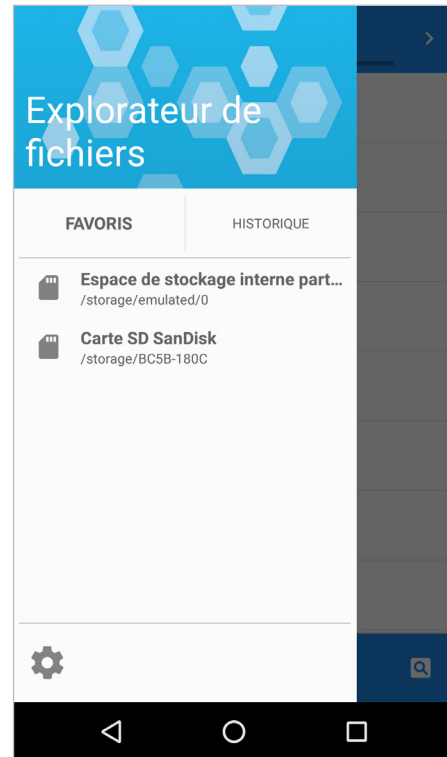 Explorateur de
fichiers
FAVORIS
HISTORIQUE
Espace de stockage interne part...
/storage/emulated/0
Carte SD SanDisk
/storage/BC5B-180C